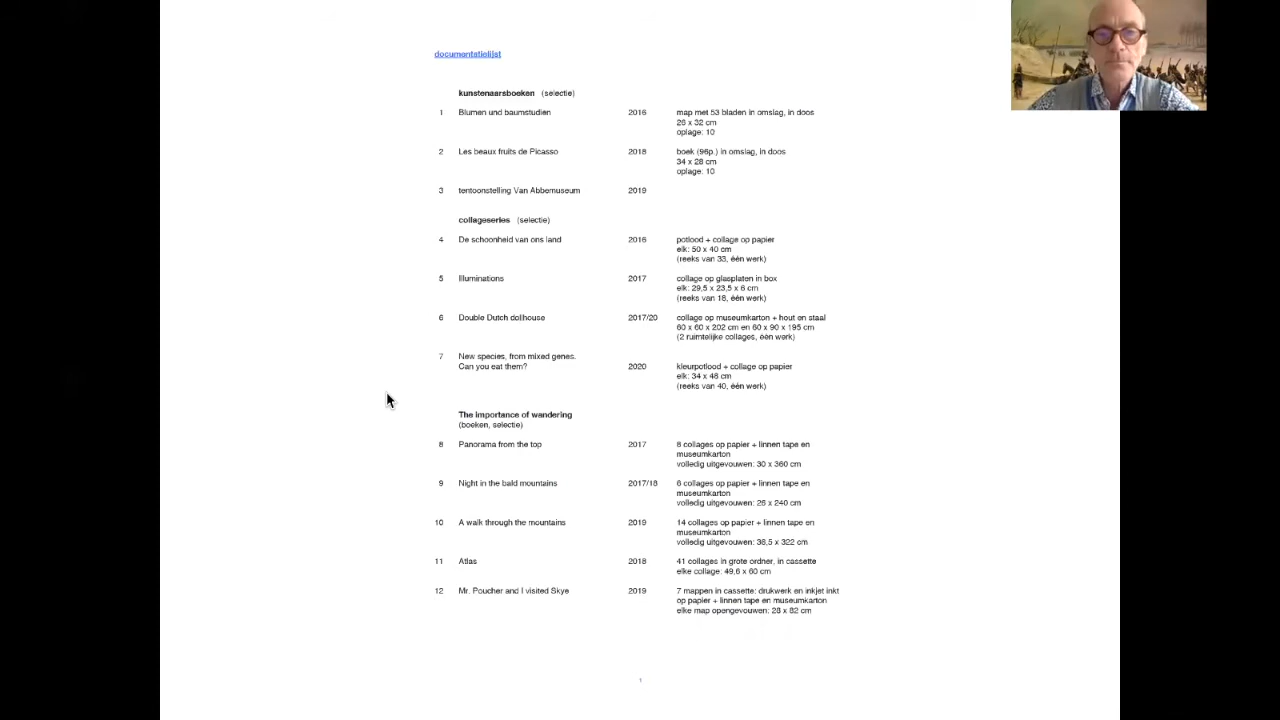 documentatielijst
kunstenaarsboeken (selectie)
1 Blumen und baumstudien 2016 map met 53 bladen in omslag, in doos
26 x 32 cm
oplage: 10
2 Les beaux fruits de Picasso 2018 boek (96p.) in omslag, in doos
34 x 28 cm
oplage: 10
3 tentoonstelling Van Abbemuseum 2019
collageseries (selectie)
4 De schoonheid van ons land 2016 potlood + collage op papier
elk: 50 x 40 cm
(reeks van 33, één werk)
5 Illuminations 2017 collage op glasplaten in box
elk: 29,5 x 23,5 x 6 cm
(reeks van 18, één werk)
6 Double Dutch dollhouse 2017/20 collage op museumkarton + hout en staal
60 x 60 x 202 cm en 60 x 90 x 195 cm
(2 ruimtelijke collages, één werk)
7 New species, from mixed genes.
Can you eat them? 2020 kleurpotlood + collage op papier
elk: 34 x 48 cm
(reeks van 40, één werk)
The importance of wandering
(boeken, selectie)
8 Panorama from the top 2017 8 collages op papier + linnen tape en
museumkarton
volledig uitgevouwen: 30 x 360 cm
9 Night in the bald mountains 2017/18 6 collages op papier + linnen tape en
museumkarton
volledig uitgevouwen: 26 x 240 cm
10 A walk through the mountains 2019 14 collages op papier + linnen tape en
museumkarton
volledig uitgevouwen: 38,5 x 322 cm
11 Atlas 2018 41 collages in grote ordner, in cassette
elke collage: 49,6 x 60 cm
12 Mr. Poucher and I visited Skye 2019 7 mappen in cassette: drukwerk en inkjet inkt
op papier + linnen tape en museumkarton
elke map opengevouwen: 28 x 82 cm
1